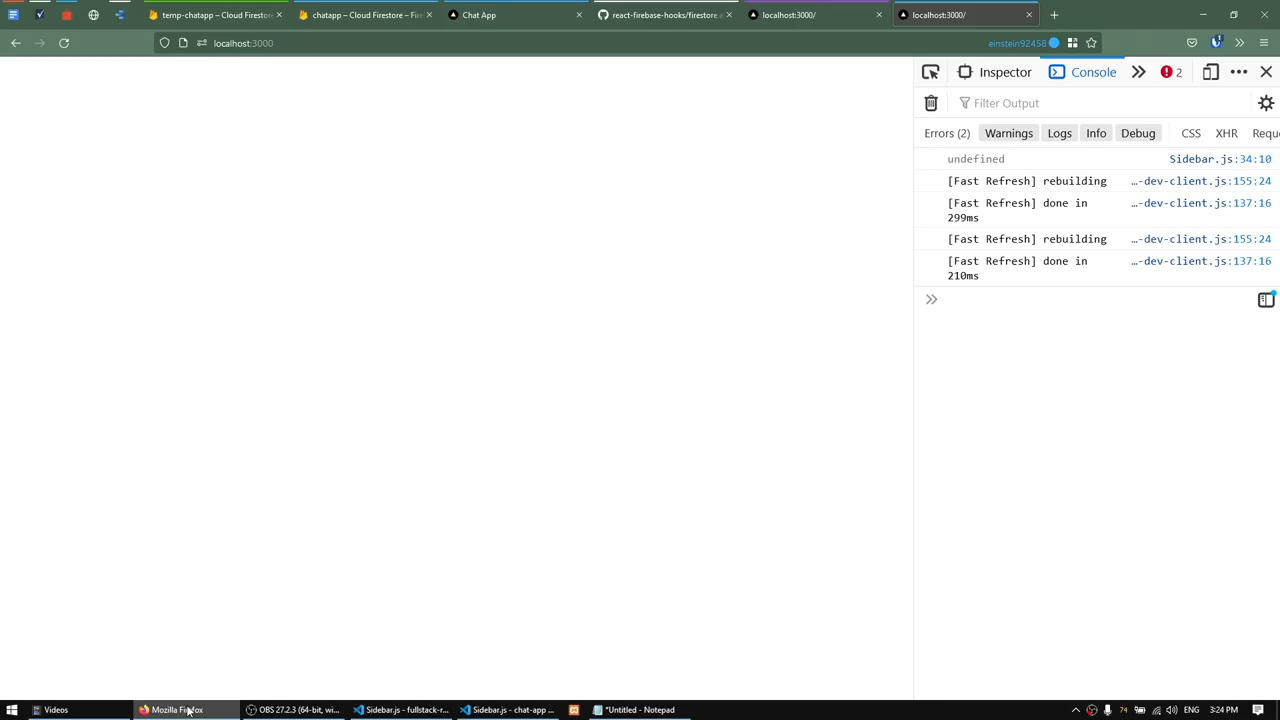 temp-chatapp – Cloud Firestore
chatapp – Cloud Firestore – Fire
Chat App
react-firebase-hooks/firestore a
localhost:3000/
localhost:3000/
localhost:3000
einstein92458
Inspector
Console
2
Filter Output
Errors (2)
Warnings
Logs
Info
Debug
CSS
XHR
Requ
undefined
Sidebar.js:34:10
[Fast Refresh] rebuilding
…-dev-client.js:155:24
[Fast Refresh] done in
…-dev-client.js:137:16
299ms
[Fast Refresh] rebuilding
…-dev-client.js:155:24
[Fast Refresh] done in
…-dev-client.js:137:16
210ms
Videos
Mozilla Firefox
OBS 27.2.3 (64-bit, wi...
Sidebar.js - fullstack-r...
Sidebar.js - chat-app ...
*Untitled - Notepad
74
ENG
3:24 PM